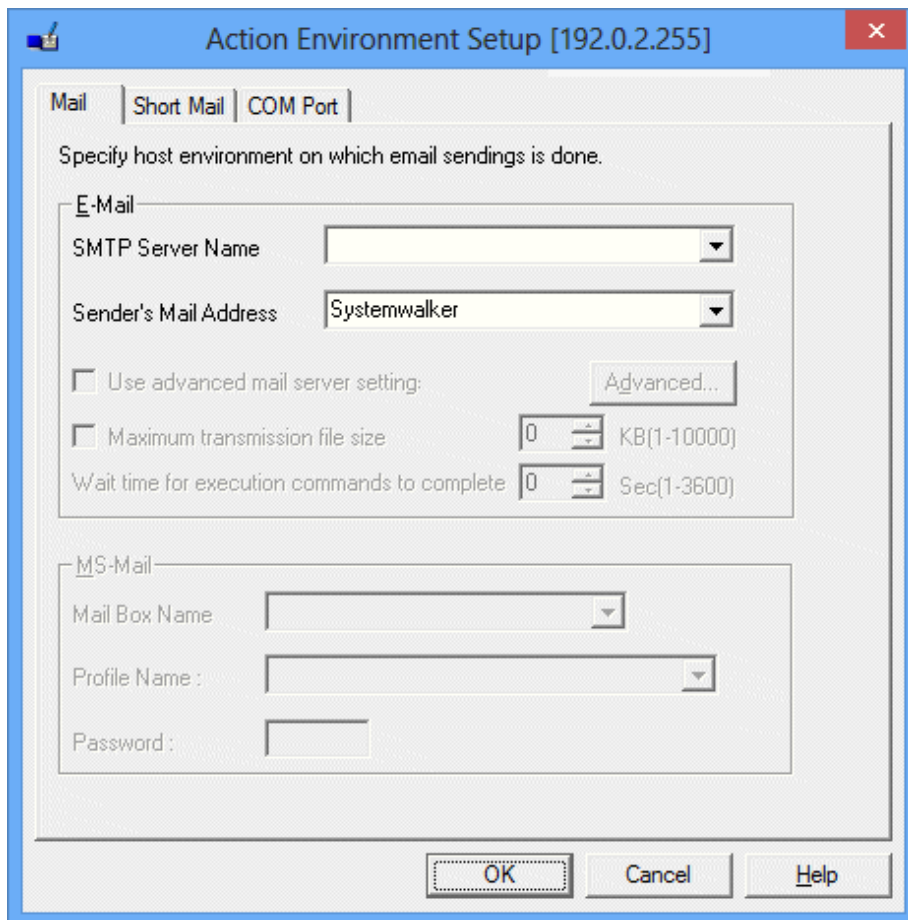 Action Environment Setup [192.0.2.255]
Mail Short Mail COM Port
Specify host environment on which email sendings is done.
E-Mail
SMTP Server Name
Sender's Mail Address Systemwalker
Use advanced mail server setting: Advanced...
Maximum transmission file size 0 KB(1-10000)
Wait time for execution commands to complete 0 Sec(1-3600)
MS-Mail
Mail Box Name
Profile Name :
Password :
OK Cancel Help